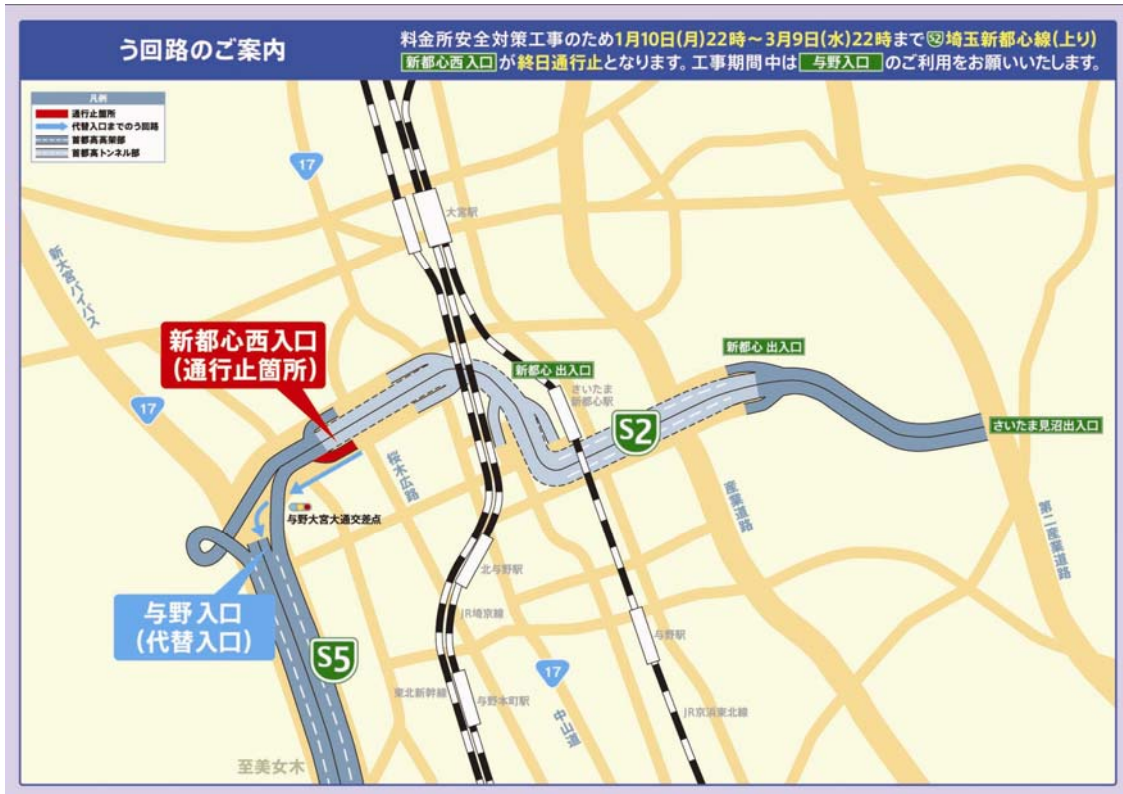 う回路のご案内
料金所安全対策工事のため1月10日(月)22時～3月9日(水)22時までS2埼玉新都心線(上り)
新都心西入口が終日通行止となります。工事期間中は与野入口のご利用をお願いいたします。
凡例
通行止箇所
代替入口までのう回路
首都高高架部
首都高トンネル部
17
大宮駅
新大宮バイパス
新都心西入口
(通行止箇所)
新都心 出入口
新都心 出入口
さいたま
新都心駅
17
S2
さいたま見沼出入口
桜木広路
与野大宮大通交差点
産業道路
第二産業道路
北与野駅
与野入口
(代替入口)
JR埼京線
与野駅
S5
17
東北新幹線
与野本町駅
中山道
JR京浜東北線
至美女木